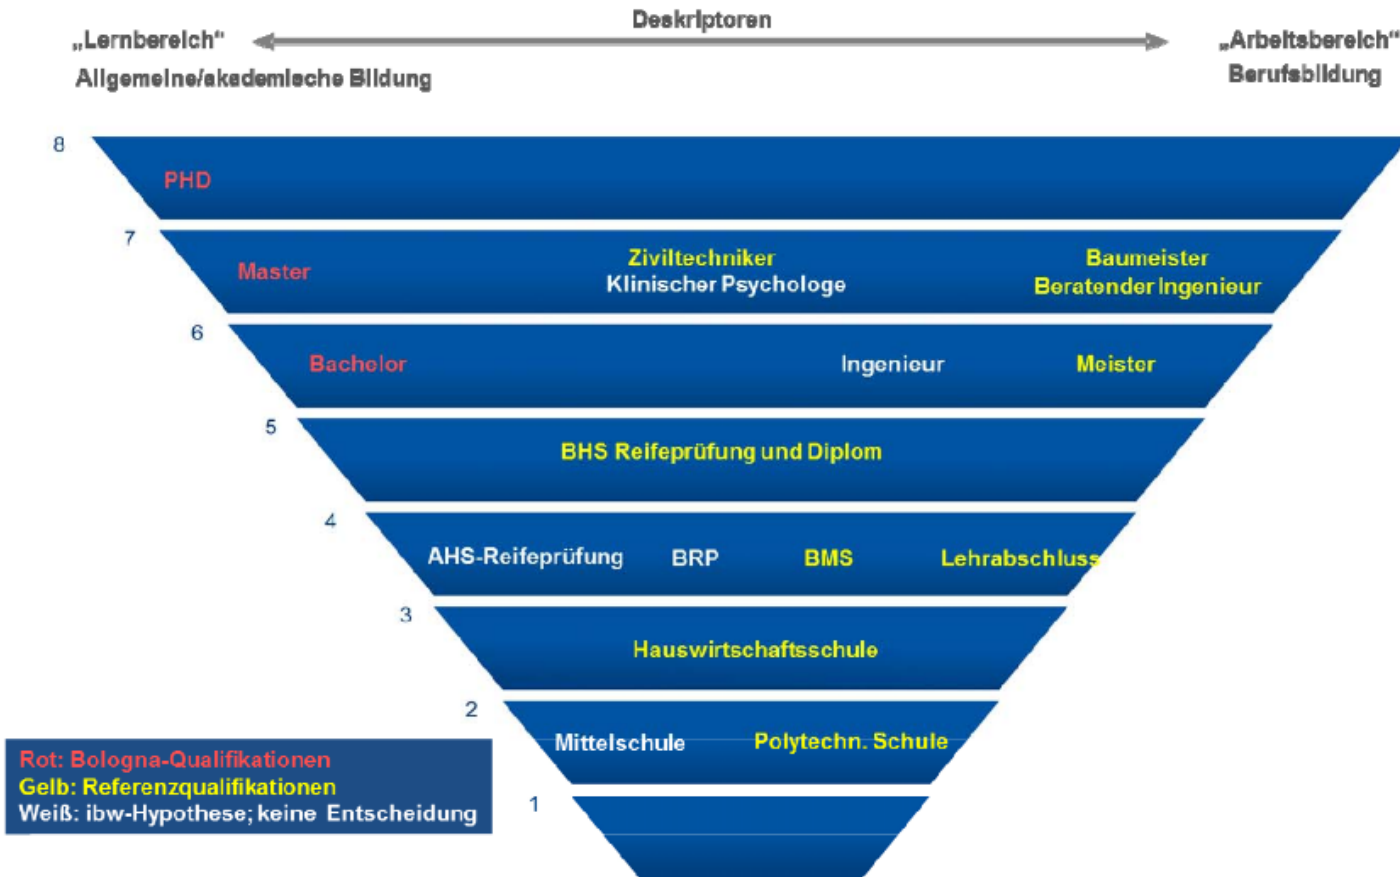 Deskriptoren
„Lernbereich“
„Arbeitsbereich“
Allgemeine/akademische Bildung
Berufsbildung
8
PHD
7
Master
Ziviltechniker
Klinischer Psychologe
Baumeister
Beratender Ingenieur
6
Bachelor
Ingenieur
Meister
5
BHS Reifeprüfung und Diplom
4
AHS-Reifeprüfung
BRP
BMS
Lehrabschluss
3
Hauswirtschaftsschule
2
Mittelschule
Polytechn. Schule
1
Rot: Bologna-Qualifikationen
Gelb: Referenzqualifikationen
Weiß: ibw-Hypothese; keine Entscheidung